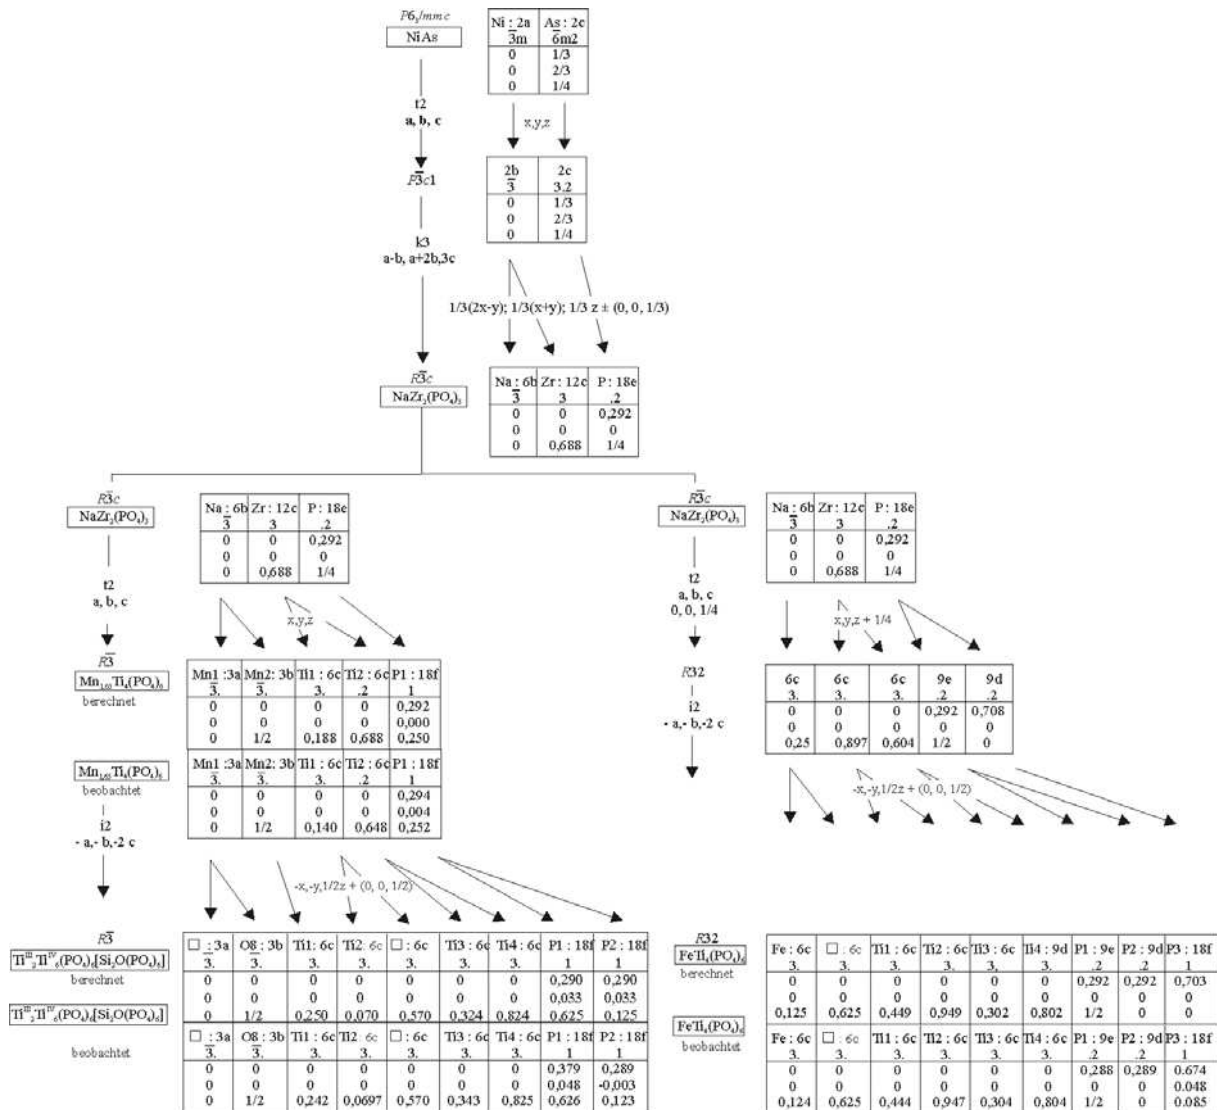 P6₃/mmc
NiAs
Ni : 2a As : 2c
3̅m 6̅m2
0 1/3
0 2/3
0 1/4
t2
a, b, c
x,y,z
P3̅c1
2b 2c
3̅ 3.2
0 1/3
0 2/3
0 1/4
k3
a-b, a+2b,3c
1/3(2x-y); 1/3(x+y); 1/3 z ± (0, 0, 1/3)
R3̅c
NaZr₂(PO₄)₃
Na : 6b Zr : 12c P : 18e
3̅ 3 .2
0 0 0,292
0 0 0
0 0,688 1/4
R3̅c
NaZr₂(PO₄)₃
Na : 6b Zr : 12c P : 18e
3̅ 3 .2
0 0 0,292
0 0 0
0 0,688 1/4
t2
a, b, c
x,y,z
R3̅
Mn₁,₆₅Ti₄(PO₄)₆
berechnet
Mn1 :3a Mn2: 3b Ti1 : 6c Ti2 : 6c P1 : 18f
3̅. 3̅. 3. .2 1
0 0 0 0 0,292
0 0 0 0 0,000
0 1/2 0,188 0,688 0,250
Mn₁,₆₅Ti₄(PO₄)₆
beobachtet
Mn1 :3a Mn2: 3b Ti1 : 6c Ti2 : 6c P1 : 18f
3̅. 3̅. 3. .2 1
0 0 0 0 0,294
0 0 0 0 0,004
0 1/2 0,140 0,648 0,252
i2
- a,- b,-2 c
-x,-y,1/2z + (0, 0, 1/2)
R3̅
Ti^III₂Ti^IV₆(PO₄)₆[Si₂O(PO₄)₆]
berechnet
□ : 3a O8 : 3b Ti1: 6c Ti2: 6c □ : 6c Ti3 : 6c Ti4 : 6c P1 : 18f P2 : 18f
3̅. 3̅. 3. 3. 3. 3. 3. 1 1
0 0 0 0 0 0 0 0,290 0,290
0 0 0 0 0 0 0 0,033 0,033
0 1/2 0,250 0,070 0,570 0,324 0,824 0,625 0,125
Ti^III₂Ti^IV₆(PO₄)₆[Si₂O(PO₄)₆]
beobachtet
□ : 3a O8 : 3b Ti1 : 6c Ti2 : 6c □ : 6c Ti3 : 6c Ti4 : 6c P1 : 18f P2 : 18f
3̅. 3̅. 3. 3. 3. 3. 3. 1 1
0 0 0 0 0 0 0 0,379 0,289
0 0 0 0 0 0 0 0,048 -0,003
0 1/2 0,242 0,0697 0,570 0,343 0,825 0,626 0,123
R3̅c
NaZr₂(PO₄)₃
Na : 6b Zr : 12c P : 18e
3̅ 3 .2
0 0 0,292
0 0 0
0 0,688 1/4
t2
a, b, c
0, 0, 1/4
x,y,z + 1/4
R32
i2
- a,- b,-2 c
6c 6c 6c 9e 9d
3. 3. 3. .2 .2
0 0 0 0,292 0,708
0 0 0 0 0
0,25 0,897 0,604 1/2 0
-x,-y,1/2z + (0, 0, 1/2)
R32
FeTi₄(PO₄)₆
berechnet
Fe : 6c □ : 6c Ti1 : 6c Ti2 : 6c Ti3 : 6c Ti4 : 9d P1 : 9e P2 : 9d P3 : 18f
3. 3. 3. 3. 3. 3. .2 .2 1
0 0 0 0 0 0 0,292 0,292 0,703
0 0 0 0 0 0 0 0 0
0,125 0,625 0,449 0,949 0,302 0,802 1/2 0 0
FeTi₄(PO₄)₆
beobachtet
Fe : 6c □ : 6c Ti1 : 6c Ti2 : 6c Ti3 : 6c Ti4 : 6c P1 : 9e P2 : 9d P3 : 18f
3. 3. 3. 3. 3. 3. .2 .2 1
0 0 0 0 0 0 0,288 0,289 0.674
0 0 0 0 0 0 0 0 0.048
0,124 0,625 0,444 0,947 0,304 0,804 1/2 0 0.085